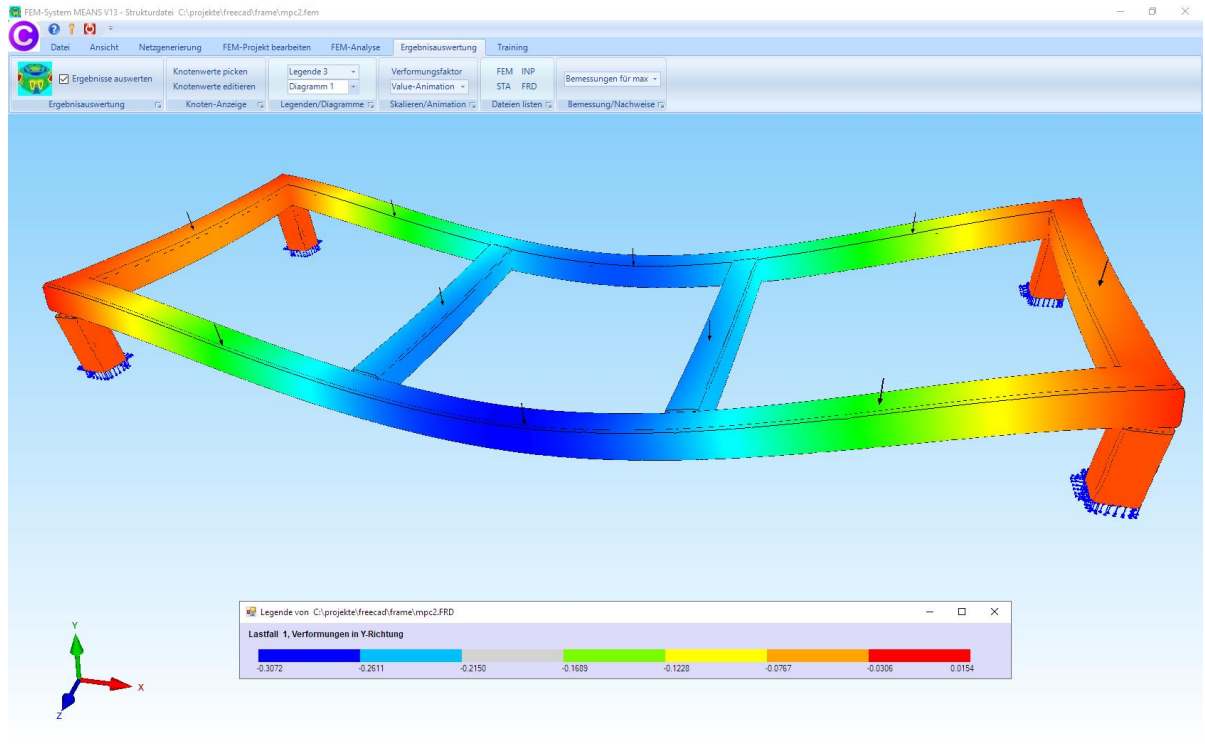 FEM-System MEANS V13 - Strukturdatei C:\projekte\freecad\frame\mpc2.fem
Datei Ansicht Netzgenerierung FEM-Projekt bearbeiten FEM-Analyse Ergebnisauswertung Training
Ergebnisse auswerten
Ergebnisauswertung
Knotenwerte picken
Knotenwerte editieren
Knoten-Anzeige
Legende 3
Diagramm 1
Legenden/Diagramme
Verformungsfaktor
Value-Animation
Skalieren/Animation
FEM INP
STA FRD
Dateien listen
Bemessungen für max
Bemessung/Nachweise
Legende von C:\projekte\freecad\frame\mpc2.FRD
Lastfall 1, Verformungen in Y-Richtung
-0.3072 -0.2611 -0.2150 -0.1689 -0.1228 -0.0767 -0.0306 0.0154
Y
X
Z